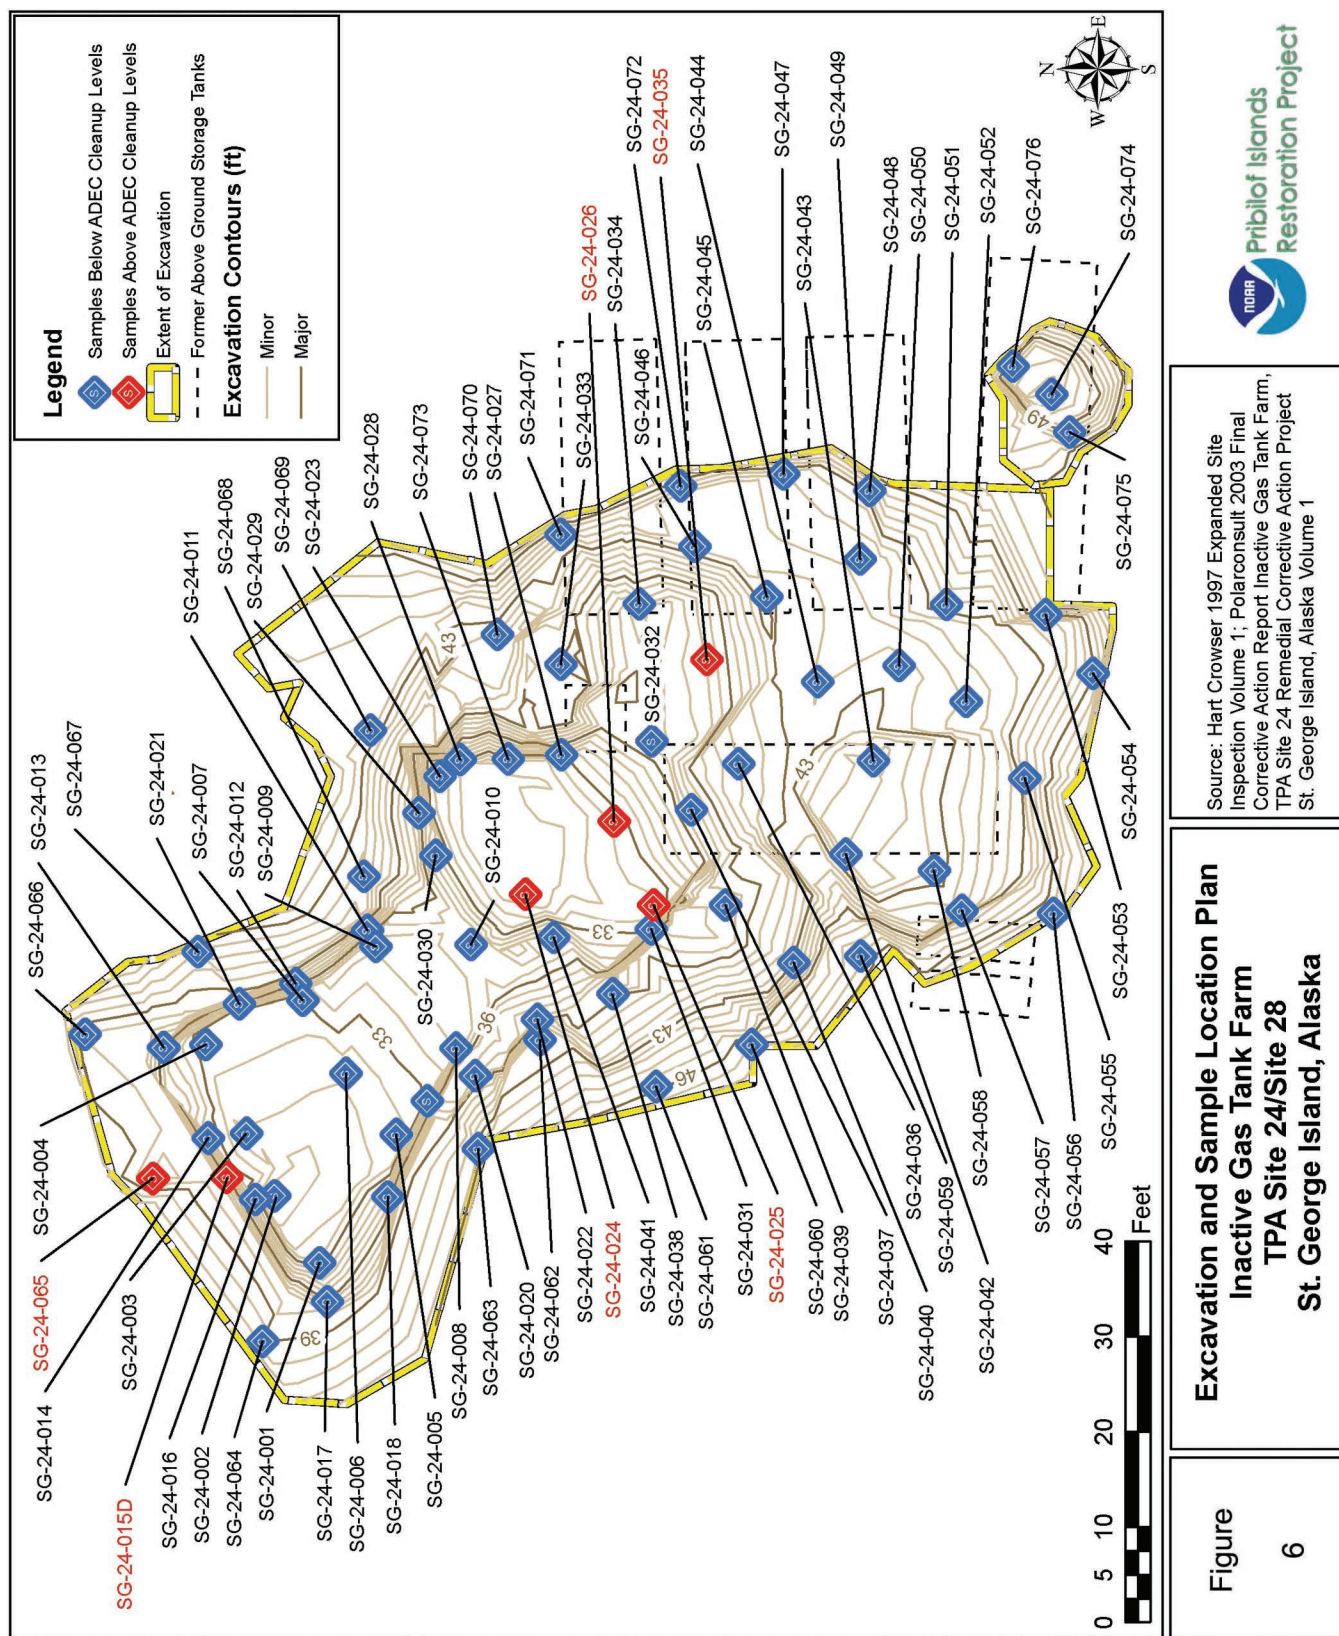 Legend
Samples Below ADEC Cleanup Levels
Samples Above ADEC Cleanup Levels
Extent of Excavation
Former Above Ground Storage Tanks
Excavation Contours (ft)
Minor
Major
SG-24-014
SG-24-065
SG-24-004
SG-24-066
SG-24-013
SG-24-067
SG-24-021
SG-24-007
SG-24-012
SG-24-009
SG-24-011
SG-24-068
SG-24-029
SG-24-069
SG-24-023
SG-24-028
SG-24-073
SG-24-070
SG-24-027
SG-24-071
SG-24-033
SG-24-026
SG-24-034
SG-24-046
SG-24-072
SG-24-035
SG-24-045
SG-24-044
SG-24-047
SG-24-043
SG-24-049
SG-24-048
SG-24-050
SG-24-051
SG-24-052
SG-24-076
SG-24-074
SG-24-075
SG-24-015D
SG-24-003
SG-24-016
SG-24-002
SG-24-064
SG-24-001
SG-24-017
SG-24-006
SG-24-018
SG-24-005
SG-24-008
SG-24-063
SG-24-020
SG-24-062
SG-24-022
SG-24-024
SG-24-041
SG-24-038
SG-24-061
SG-24-031
SG-24-025
SG-24-060
SG-24-039
SG-24-037
SG-24-040
SG-24-036
SG-24-059
SG-24-042
SG-24-058
SG-24-057
SG-24-056
SG-24-055
SG-24-053
SG-24-054
SG-24-030
SG-24-010
SG-24-032
39
33
36
33
43
46
43
43
49
N
E
S
W
0 5 10 20 30 40
Feet
Figure
6
Excavation and Sample Location Plan
Inactive Gas Tank Farm
TPA Site 24/Site 28
St. George Island, Alaska
Source: Hart Crowser 1997 Expanded Site
Inspection Volume 1; Polarconsult 2003 Final
Corrective Action Report Inactive Gas Tank Farm,
TPA Site 24 Remedial Corrective Action Project
St. George Island, Alaska Volume 1
NOAA
Pribilof Islands
Restoration Project